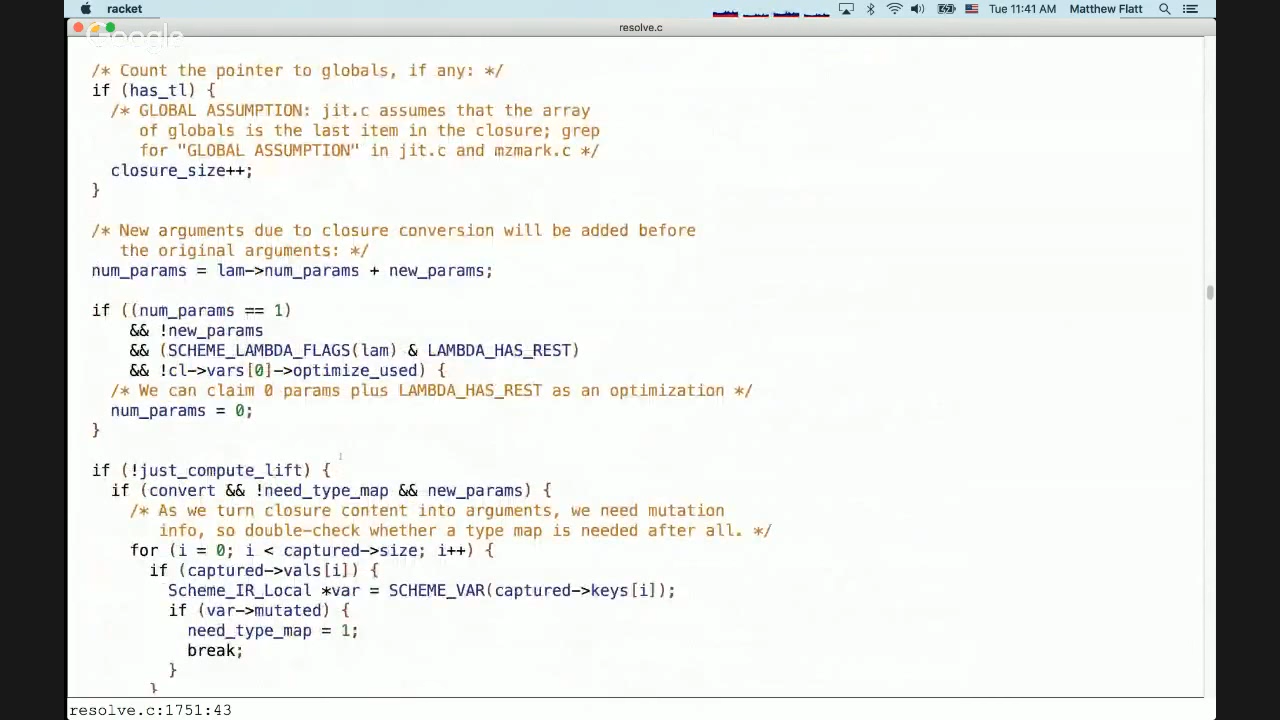 racket
Tue 11:41 AM Matthew Flatt
resolve.c
Google
/* Count the pointer to globals, if any: */
if (has_tl) {
/* GLOBAL ASSUMPTION: jit.c assumes that the array
of globals is the last item in the closure; grep
for "GLOBAL ASSUMPTION" in jit.c and mzmark.c */
closure_size++;
}
/* New arguments due to closure conversion will be added before
the original arguments: */
num_params = lam->num_params + new_params;
if ((num_params == 1)
&& !new_params
&& (SCHEME_LAMBDA_FLAGS(lam) & LAMBDA_HAS_REST)
&& !cl->vars[0]->optimize_used) {
/* We can claim 0 params plus LAMBDA_HAS_REST as an optimization */
num_params = 0;
}
if (!just_compute_lift) {
if (convert && !need_type_map && new_params) {
/* As we turn closure content into arguments, we need mutation
info, so double-check whether a type map is needed after all. */
for (i = 0; i < captured->size; i++) {
if (captured->vals[i]) {
Scheme_IR_Local *var = SCHEME_VAR(captured->keys[i]);
if (var->mutated) {
need_type_map = 1;
break;
}
}
resolve.c:1751:43